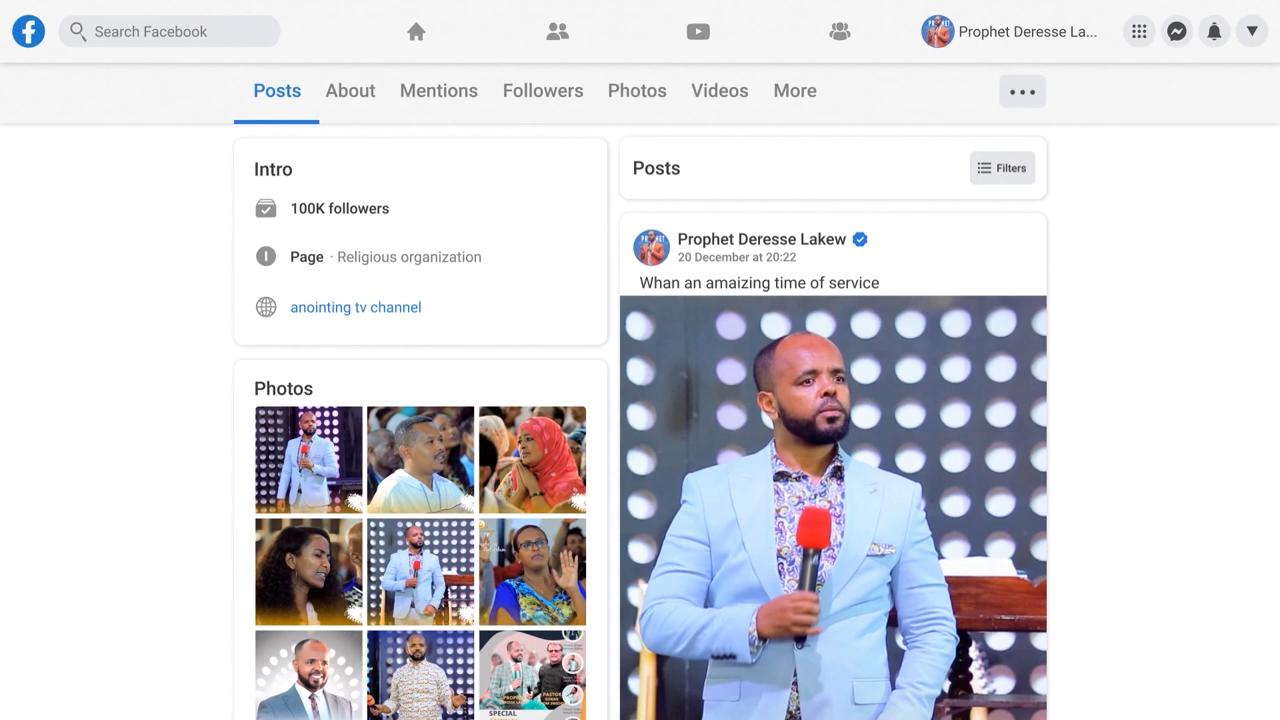 Search Facebook
Prophet Deresse La...
Posts
About
Mentions
Followers
Photos
Videos
More
Intro
100K followers
Page · Religious organization
anointing tv channel
Photos
SPECIAL
Posts
Filters
Prophet Deresse Lakew
20 December at 20:22
Whan an amaizing time of service